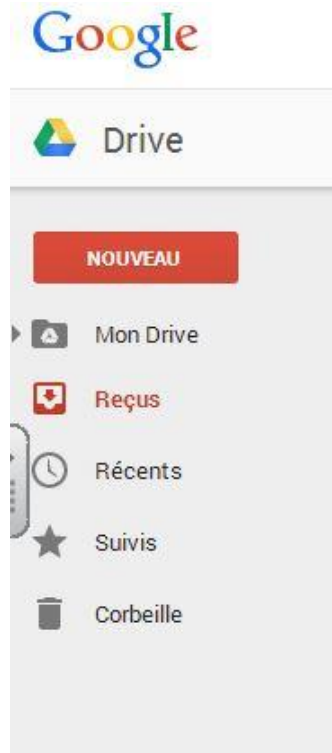 Google
Drive
NOUVEAU
Mon Drive
Reçus
Récents
Suivis
Corbeille